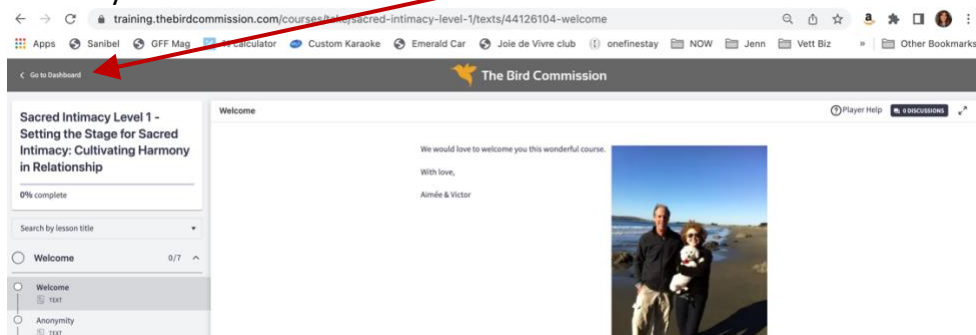 training.thebirdcommission.com/courses/take/sacred-intimacy-level-1/texts/44126104-welcome
Apps Sanibel GFF Mag calculator Custom Karaoke Emerald Car Joie de Vivre club onefinestay NOW Jenn Vett Biz » Other Bookmarks
Go to Dashboard
The Bird Commission
Sacred Intimacy Level 1 -
Setting the Stage for Sacred
Intimacy: Cultivating Harmony
in Relationship
0% complete
Search by lesson title
Welcome 0/7
Welcome
TEXT
Anonymity
TEXT
Welcome
Player Help 0 DISCUSSIONS
We would love to welcome you this wonderful course.
With love,
Aimée & Victor